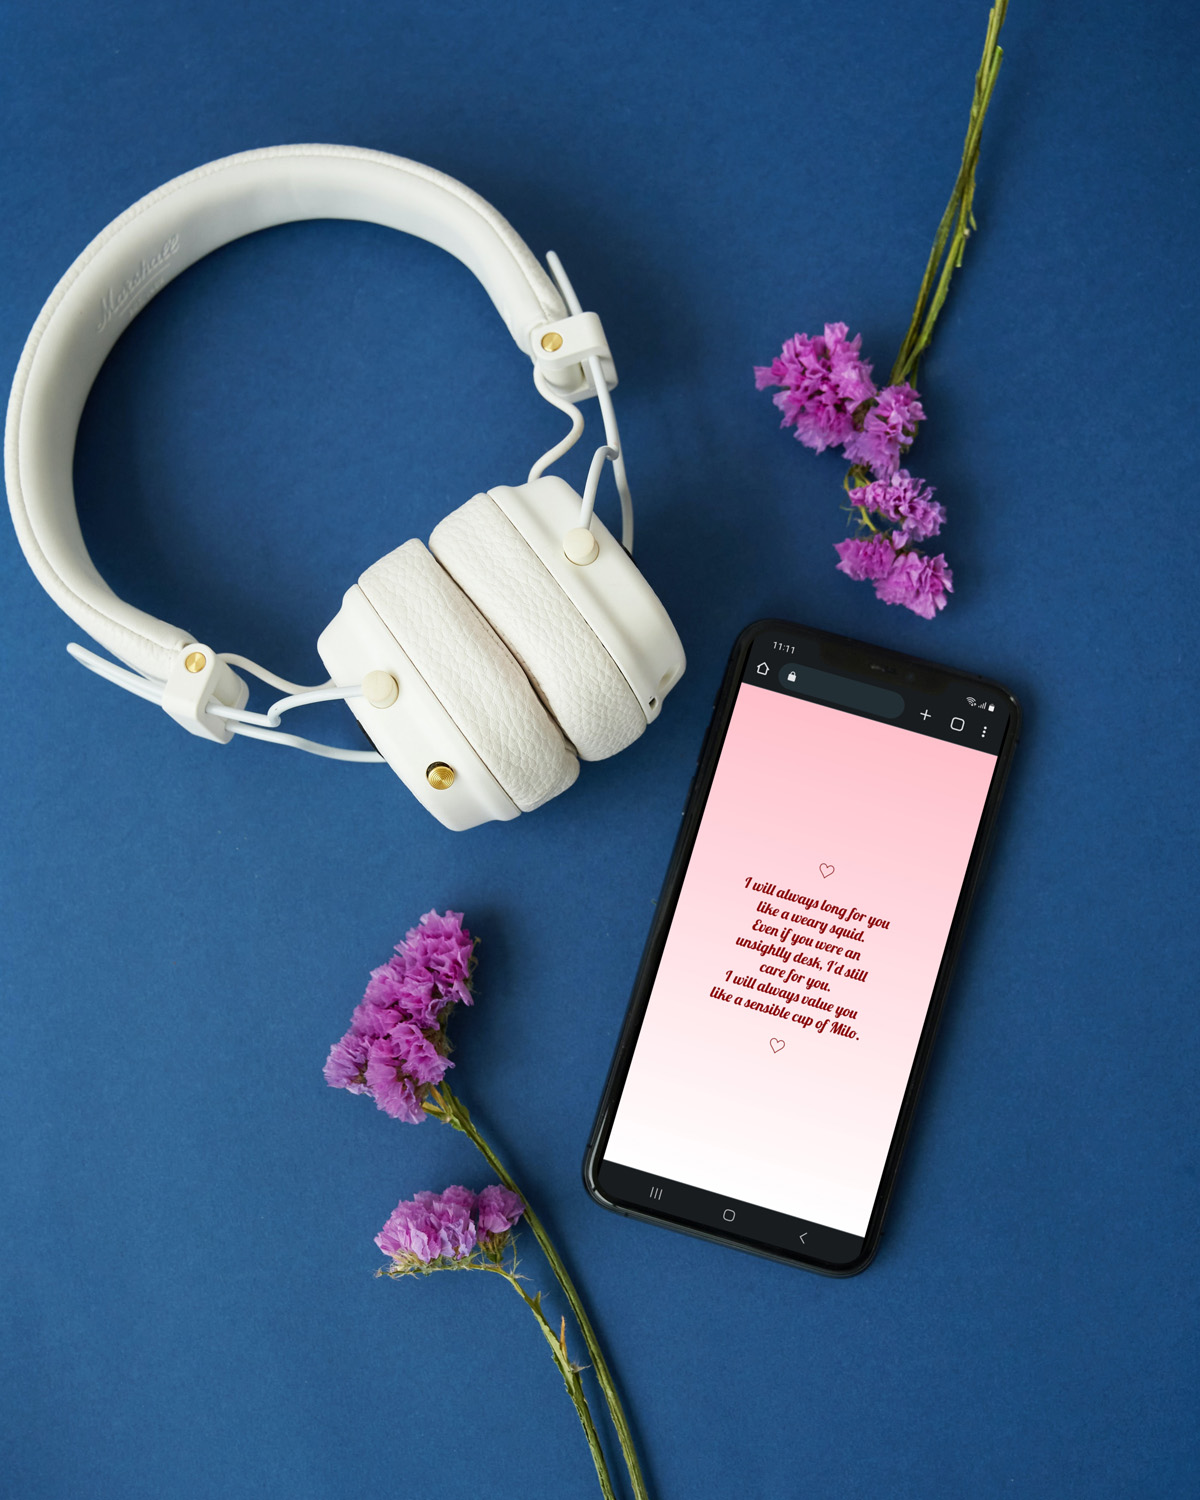 Marshall
11:11
I will always long for you
like a weary squid.
Even if you were an
unsightly desk, I'd still
care for you.
I will always value you
like a sensible cup of Milo.